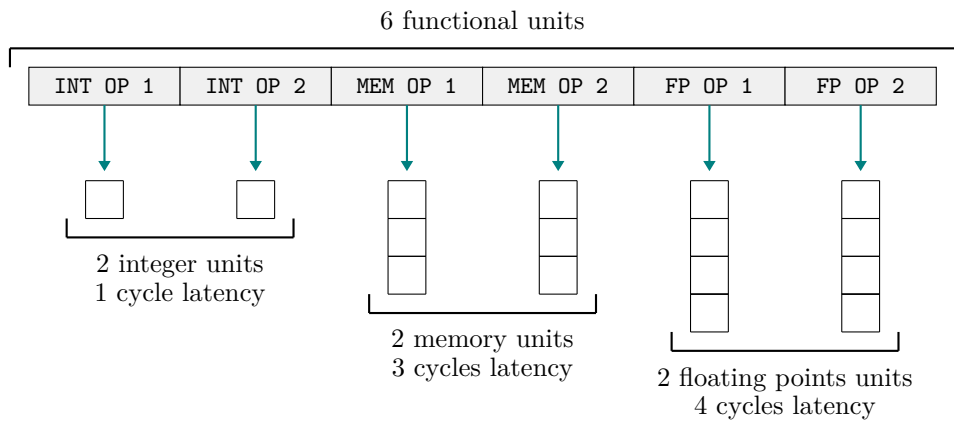 6 functional units
INT OP 1 INT OP 2 MEM OP 1 MEM OP 2 FP OP 1 FP OP 2
2 integer units
1 cycle latency
2 memory units
3 cycles latency
2 floating points units
4 cycles latency